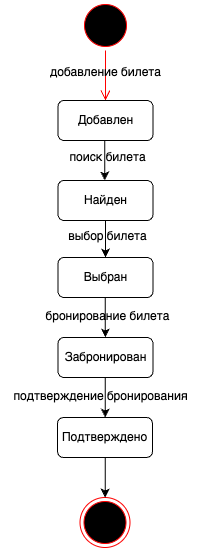 добавление билета
Добавлен
поиск билета
Найден
выбор билета
Выбран
бронирование билета
Забронирован
подтверждение бронирования
Подтверждено